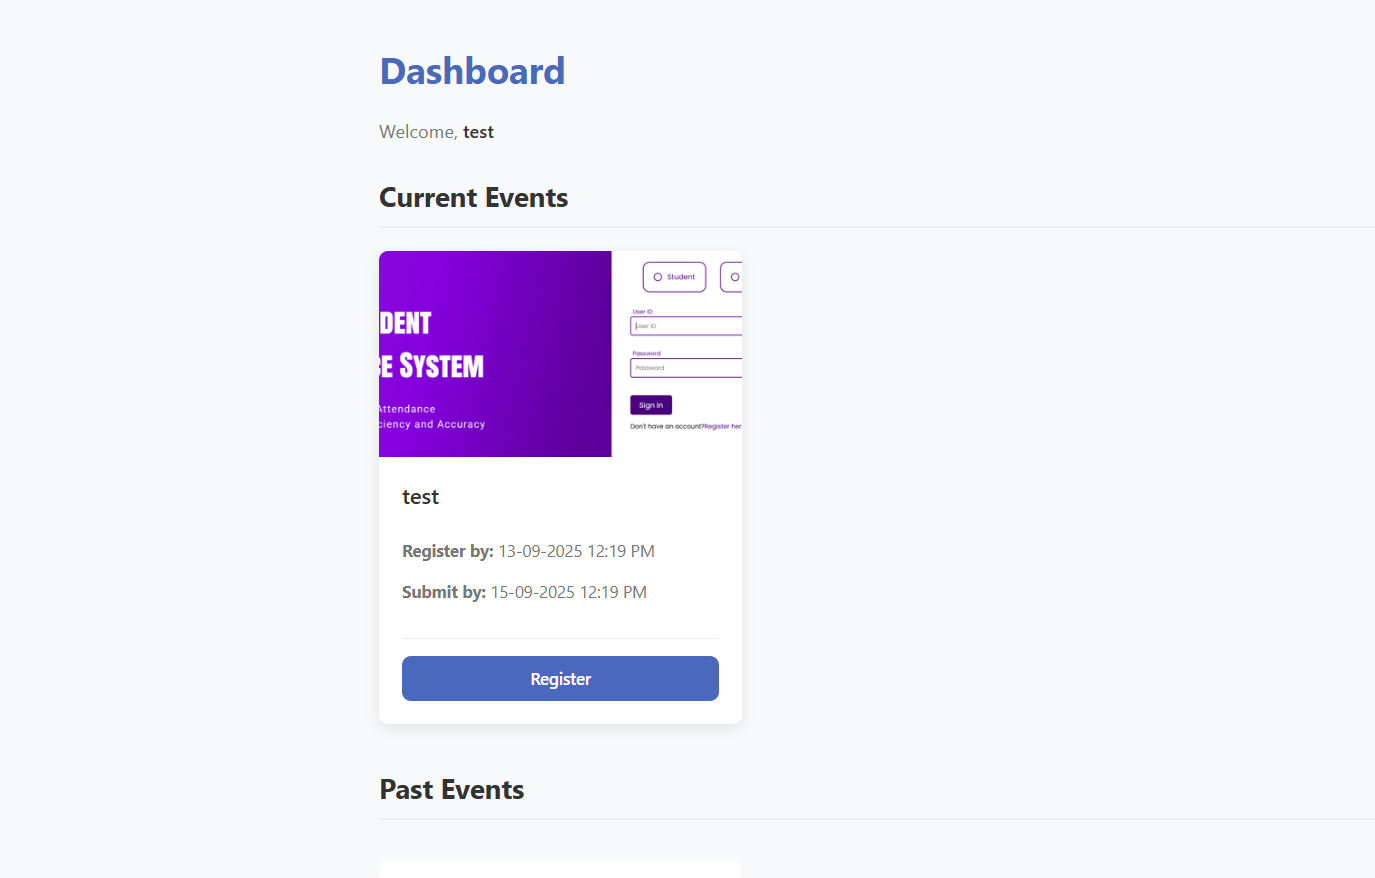 Dashboard
Welcome, test
Current Events
DENT
E SYSTEM
Attendance
ciency and Accuracy
Student
User ID
User ID
Password
Password
Sign In
Don't have an account?Register her
test
Register by: 13-09-2025 12:19 PM
Submit by: 15-09-2025 12:19 PM
Register
Past Events